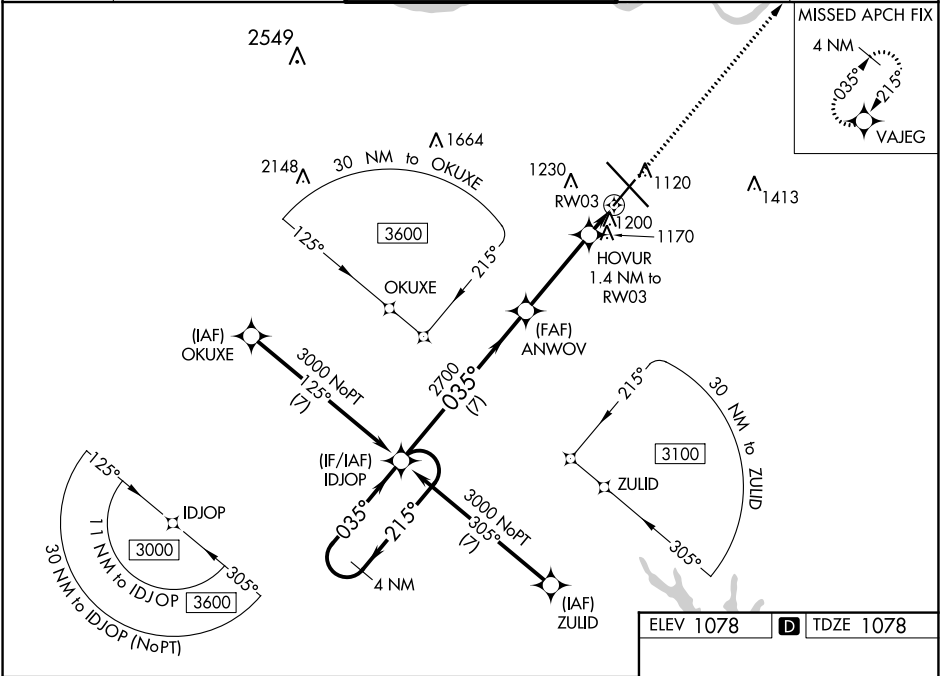 MISSED APCH FIX
4 NM
035°
215°
VAJEG
2549
1664
2148
30 NM to OKUXE
3600
125°
215°
OKUXE
1230
RW03
1120
1413
1200
1170
HOVUR
1.4 NM to
RW03
(FAF)
ANWOV
(IAF)
OKUXE
3000 NoPT
125°
(7)
2700
035°
(7)
215°
30 NM to ZULID
3100
ZULID
305°
(IF/IAF)
IDJOP
035°
215°
4 NM
3000 NoPT
305°
(7)
(IAF)
ZULID
125°
IDJOP
3000
11 NM to IDJOP
305°
3600
30 NM to IDJOP (NoPT)
ELEV 1078 D TDZE 1078